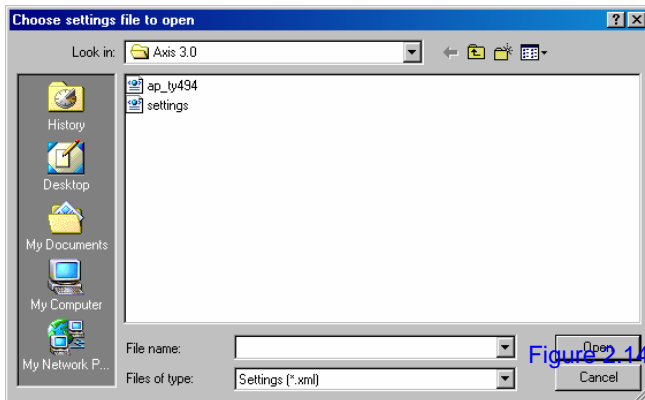 Choose settings file to open
Look in: Axis 3.0
ap_ty494
settings
History
Desktop
My Documents
My Computer
My Network P...
File name:
Open
Figure 2.14
Files of type: Settings (*.xml)
Cancel